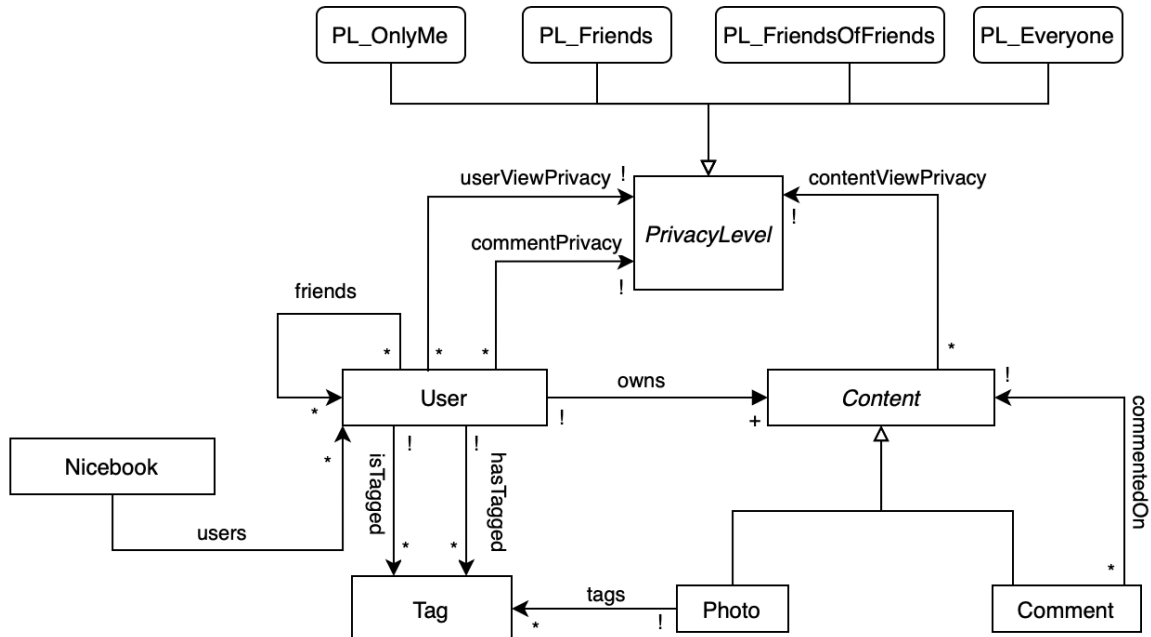 PL_OnlyMe PL_Friends PL_FriendsOfFriends PL_Everyone
userViewPrivacy ! contentViewPrivacy
!
PrivacyLevel
commentPrivacy
!
friends
* * * *
!
User owns Content
* ! +
! !
commentedOn
Nicebook
*
isTagged hasTagged
users
* * *
Tag tags Photo Comment
* !